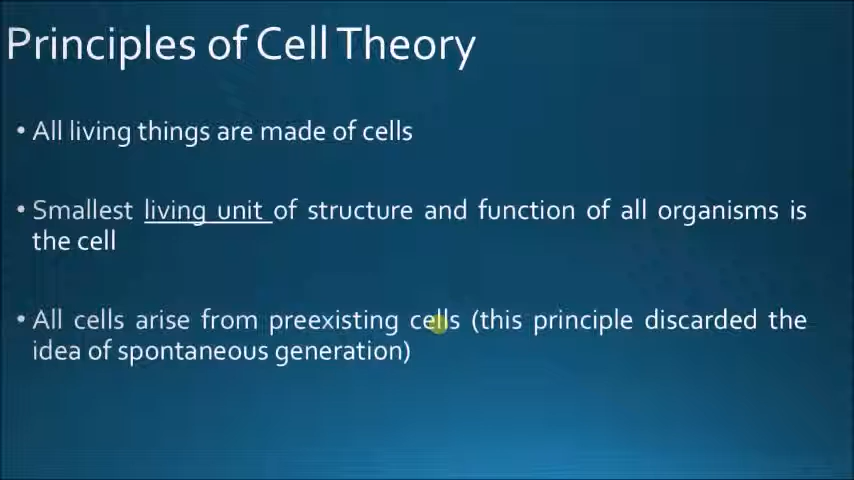 Principles of Cell Theory
• All living things are made of cells
• Smallest living unit of structure and function of all organisms is
the cell
• All cells arise from preexisting cells (this principle discarded the
idea of spontaneous generation)